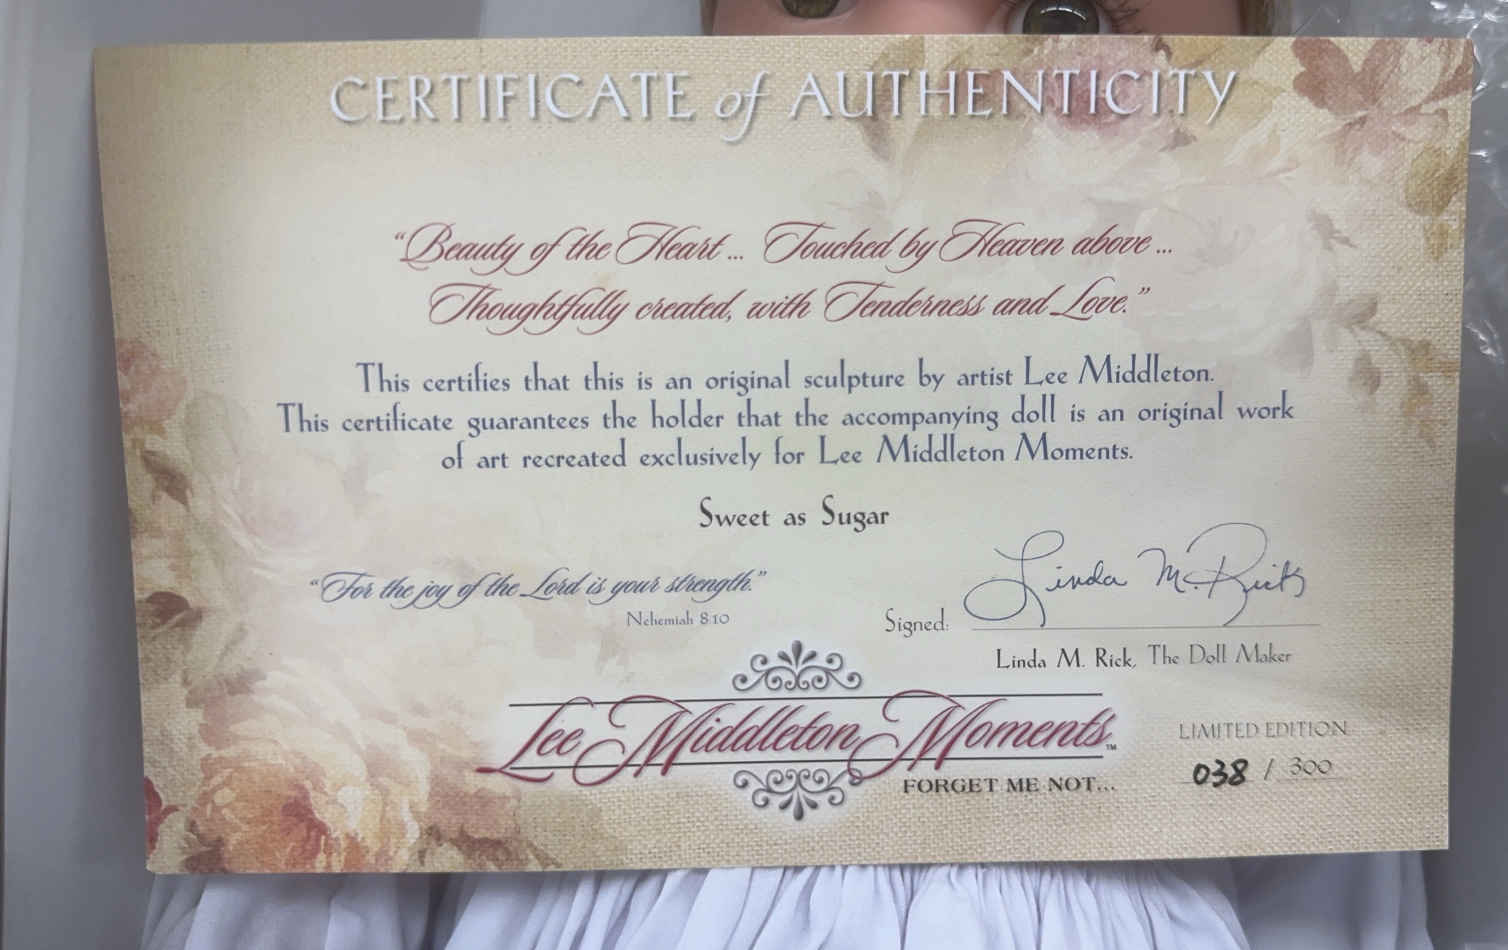 CERTIFICATE of AUTHENTICITY
“Beauty of the Heart ... Touched by Heaven above ...
Thoughtfully created, with Tenderness and Love.”
This certifies that this is an original sculpture by artist Lee Middleton.
This certificate guarantees the holder that the accompanying doll is an original work
of art recreated exclusively for Lee Middleton Moments.
Sweet as Sugar
“For the joy of the Lord is your strength.”
Nehemiah 8:10
Linda M. Rick
Signed:
Linda M. Rick, The Doll Maker
Lee Middleton Moments™
FORGET ME NOT...
LIMITED EDITION
038 / 300